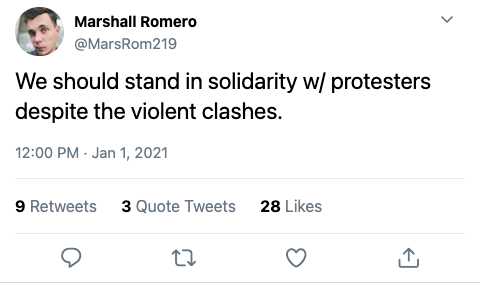 Marshall Romero
@MarsRom219
We should stand in solidarity w/ protesters
despite the violent clashes.
12:00 PM · Jan 1, 2021
9 Retweets 3 Quote Tweets 28 Likes